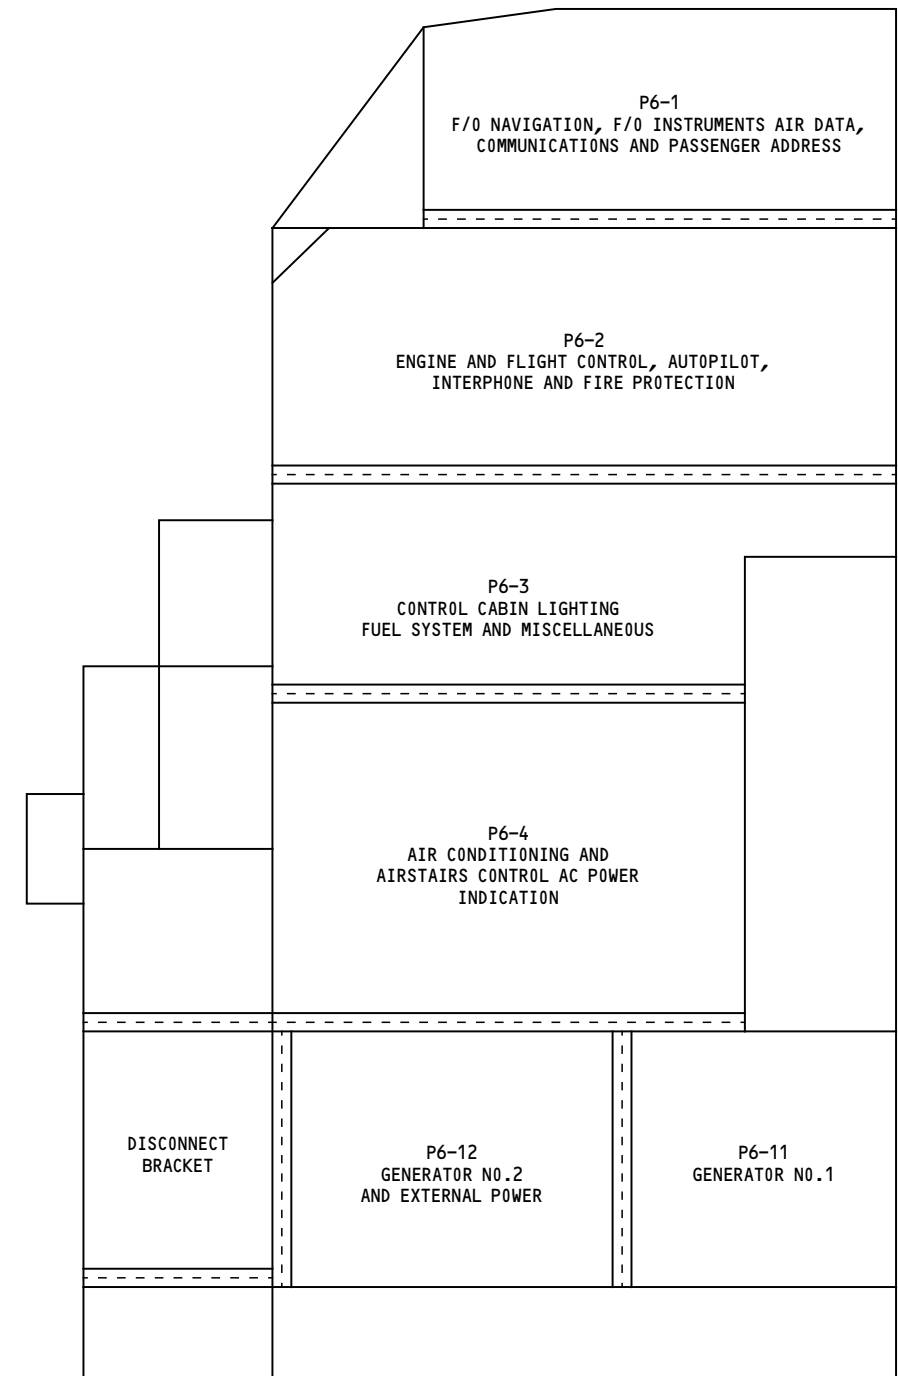 P6-1
F/O NAVIGATION, F/O INSTRUMENTS AIR DATA,
COMMUNICATIONS AND PASSENGER ADDRESS
P6-2
ENGINE AND FLIGHT CONTROL, AUTOPILOT,
INTERPHONE AND FIRE PROTECTION
P6-3
CONTROL CABIN LIGHTING
FUEL SYSTEM AND MISCELLANEOUS
P6-4
AIR CONDITIONING AND
AIRSTAIRS CONTROL AC POWER
INDICATION
DISCONNECT
BRACKET
P6-12
GENERATOR NO.2
AND EXTERNAL POWER
P6-11
GENERATOR NO.1